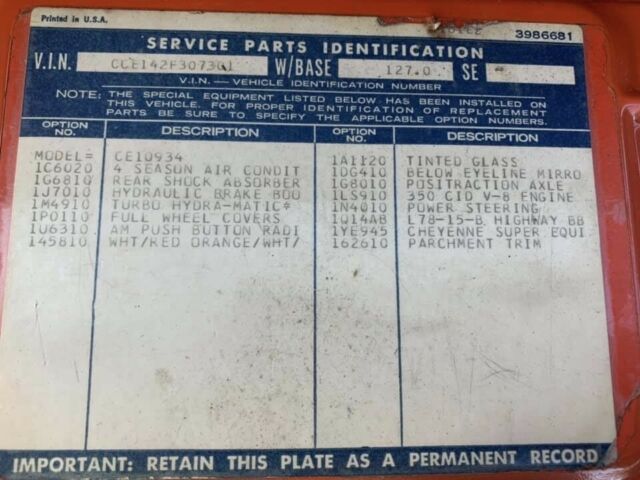 Printed in U.S.A.
3986681
SERVICE PARTS IDENTIFICATION
V.I.N. CCE142F307301 W/BASE 127.0 SE -
V.I.N. — VEHICLE IDENTIFICATION NUMBER
NOTE: THE SPECIAL EQUIPMENT LISTED BELOW HAS BEEN INSTALLED ON
THIS VEHICLE. FOR PROPER IDENTIFICATION OF REPLACEMENT
PARTS BE SURE TO SPECIFY THE APPLICABLE OPTION NUMBERS.
OPTION NO. DESCRIPTION OPTION NO. DESCRIPTION
MODEL= CE10934 1A1120 TINTED GLASS
1C6020 4 SEASON AIR CONDIT 1DG410 BELOW EYELINE MIRRO
1G6810 REAR SHOCK ABSORBER 1G8010 POSITRACTION AXLE
1J7010 HYDRAULIC BRAKE BOO 1LS910 350 CID V-8 ENGINE
1M4910 TURBO HYDRA-MATIC* 1N4010 POWER STEERING
1P0110 FULL WHEEL COVERS 1Q14AB L78-15-B HIGHWAY BB
1U6310 AM PUSH BUTTON RADI 1YE945 CHEYENNE SUPER EQUI
145810 WHT/RED ORANGE/WHT/ 162610 PARCHMENT TRIM
IMPORTANT: RETAIN THIS PLATE AS A PERMANENT RECORD